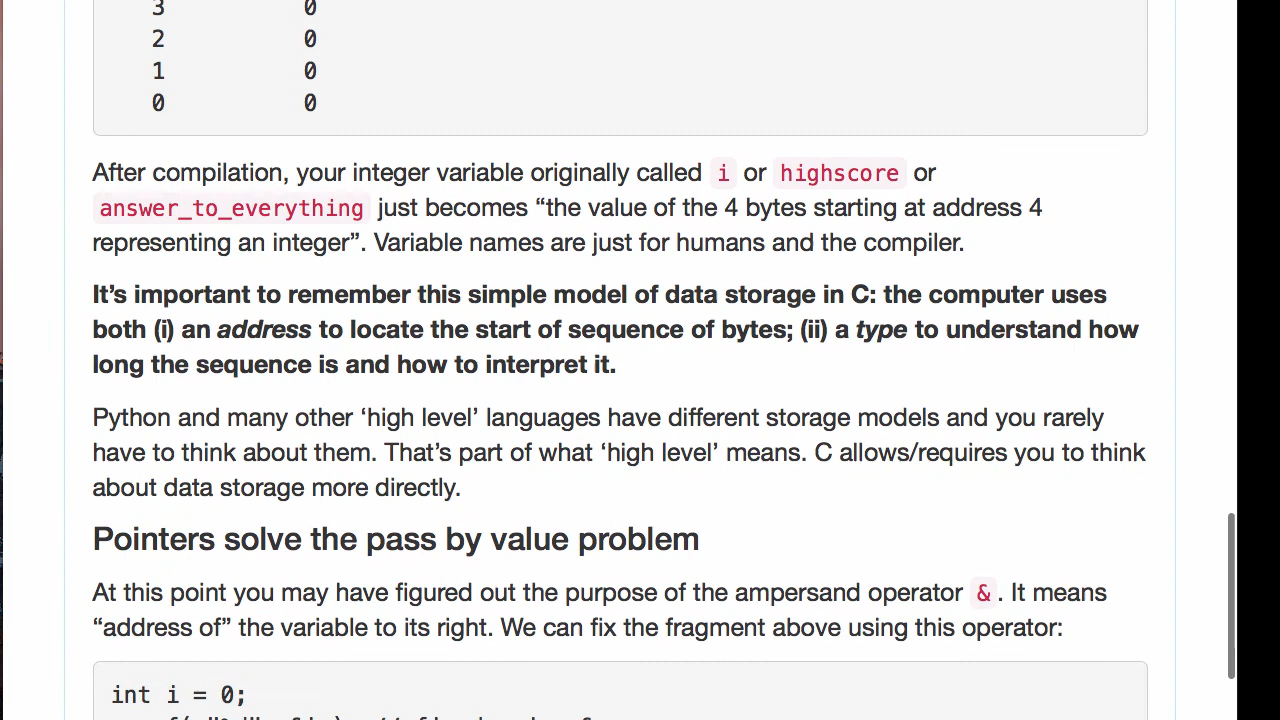 3 0
2 0
1 0
0 0
After compilation, your integer variable originally called i or highscore or
answer_to_everything just becomes “the value of the 4 bytes starting at address 4
representing an integer”. Variable names are just for humans and the compiler.
It’s important to remember this simple model of data storage in C: the computer uses
both (i) an address to locate the start of sequence of bytes; (ii) a type to understand how
long the sequence is and how to interpret it.
Python and many other ‘high level’ languages have different storage models and you rarely
have to think about them. That’s part of what ‘high level’ means. C allows/requires you to think
about data storage more directly.
Pointers solve the pass by value problem
At this point you may have figured out the purpose of the ampersand operator & . It means
“address of” the variable to its right. We can fix the fragment above using this operator:
int i = 0;